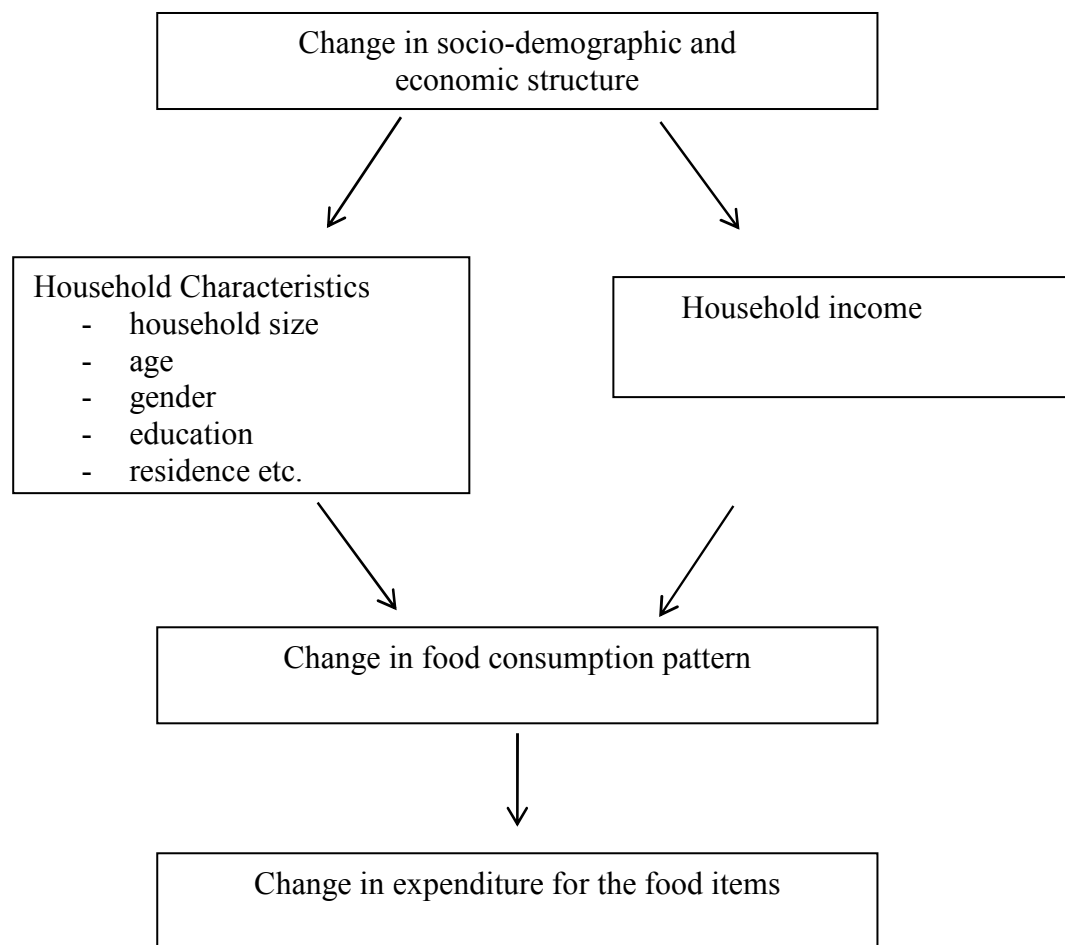 Change in socio-demographic and
economic structure
Household Characteristics
- household size
- age
- gender
- education
- residence etc.
Household income
Change in food consumption pattern
Change in expenditure for the food items